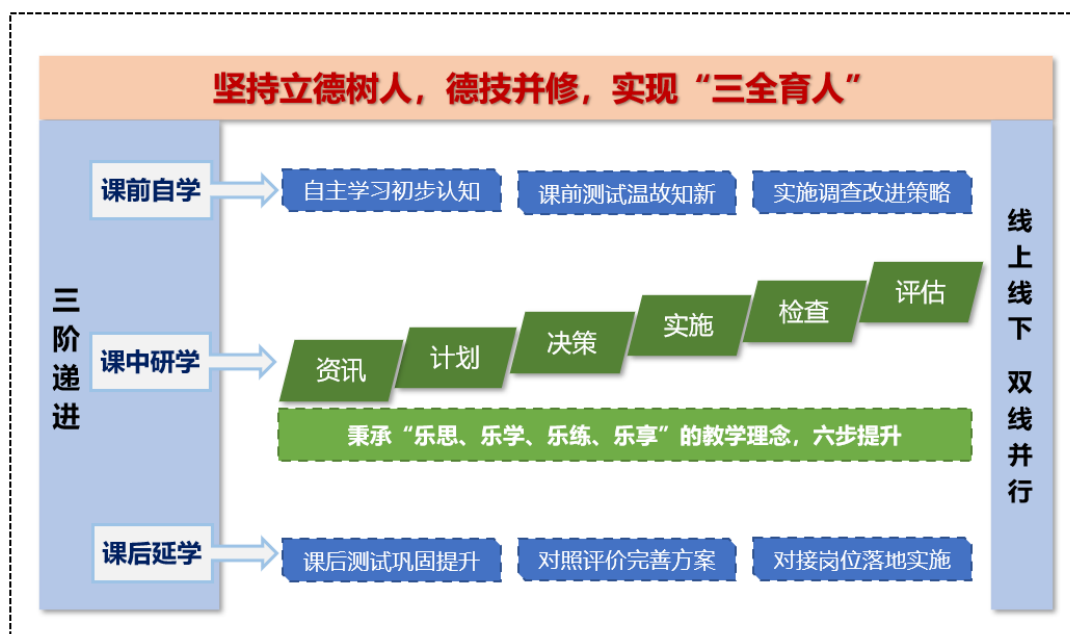 坚持立德树人，德技并修，实现“三全育人”
三阶递进
课前自学
自主学习初步认知
课前测试温故知新
实施调查改进策略
课中研学
资讯
计划
决策
实施
检查
评估
秉承“乐思、乐学、乐练、乐享”的教学理念，六步提升
课后延学
课后测试巩固提升
对照评价完善方案
对接岗位落地实施
线上线下 双线并行